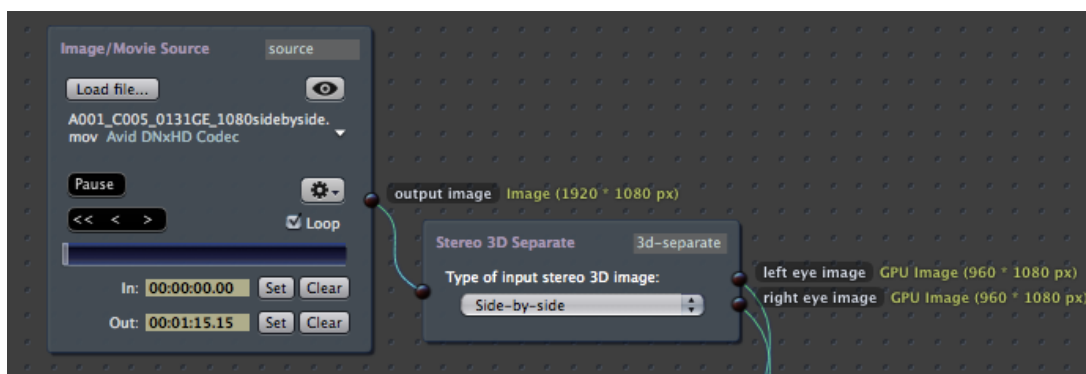 Image/Movie Source
source
Load file...
A001_C005_0131GE_1080sidebyside.
mov Avid DNxHD Codec
Pause
<< < >
Loop
In: 00:00:00.00 Set Clear
Out: 00:01:15.15 Set Clear
output image Image (1920 * 1080 px)
Stereo 3D Separate
3d-separate
Type of input stereo 3D image:
Side-by-side
left eye image GPU Image (960 * 1080 px)
right eye image GPU Image (960 * 1080 px)